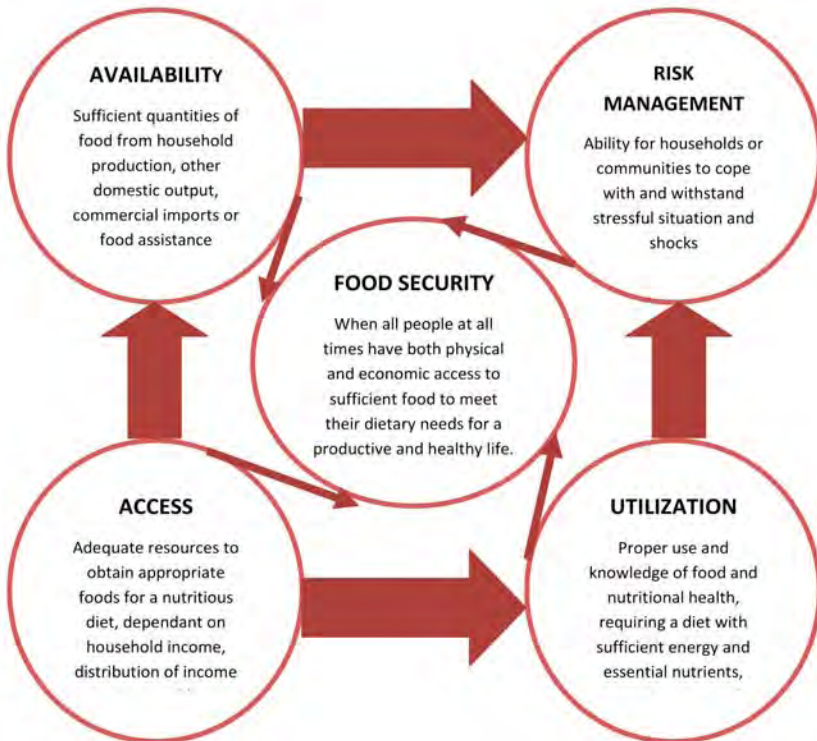 AVAILABILITY
Sufficient quantities of
food from household
production, other
domestic output,
commercial imports or
food assistance
RISK
MANAGEMENT
Ability for households or
communities to cope
with and withstand
stressful situation and
shocks
FOOD SECURITY
When all people at all
times have both physical
and economic access to
sufficient food to meet
their dietary needs for a
productive and healthy life.
ACCESS
Adequate resources to
obtain appropriate
foods for a nutritious
diet, dependant on
household income,
distribution of income
UTILIZATION
Proper use and
knowledge of food and
nutritional health,
requiring a diet with
sufficient energy and
essential nutrients,